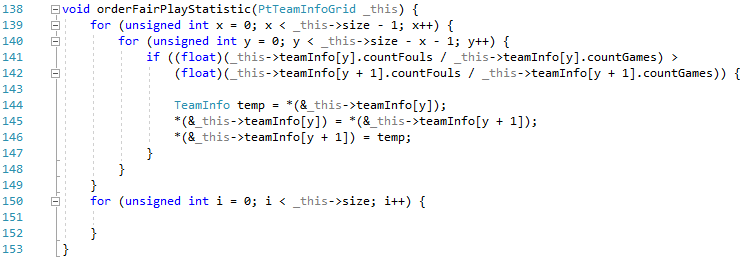 138 void orderFairPlayStatistic(PtTeamInfoGrid _this) {
139     for (unsigned int x = 0; x < _this->size - 1; x++) {
140         for (unsigned int y = 0; y < _this->size - x - 1; y++) {
141             if ((float)(_this->teamInfo[y].countFouls / _this->teamInfo[y].countGames) >
142                 (float)(_this->teamInfo[y + 1].countFouls / _this->teamInfo[y + 1].countGames)) {
143
144                 TeamInfo temp = *(&_this->teamInfo[y]);
145                 *(&_this->teamInfo[y]) = *(&_this->teamInfo[y + 1]);
146                 *(&_this->teamInfo[y + 1]) = temp;
147             }
148         }
149     }
150     for (unsigned int i = 0; i < _this->size; i++) {
151
152     }
153 }